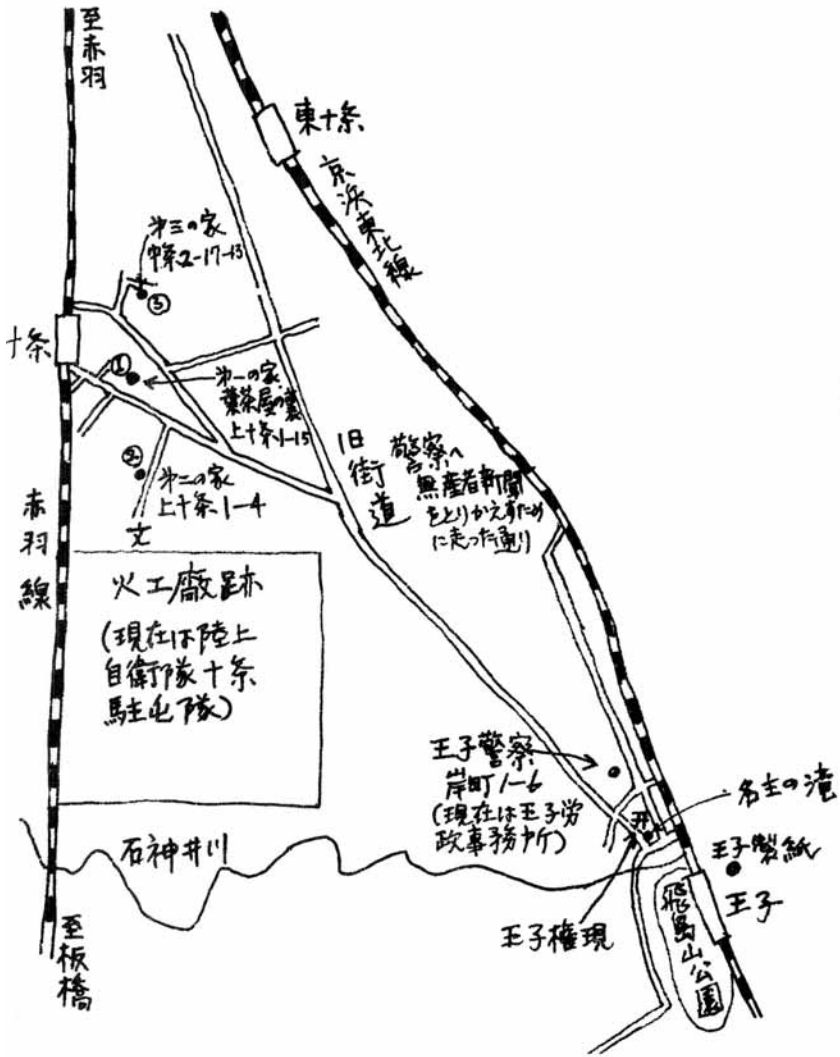 至赤羽
東十条
京浜東北線
第三の家
中十条2-17-13
③
十条
①
第一の家
葉茶屋の裏
上十条1-15
②
第二の家
上十条1-4
文
旧街道
警察へ
無産者新聞
をとりかえすため
に走った通り
赤羽線
火工廠跡
(現在は陸上
自衛隊十条
駐屯隊)
王子警察
岸町1-6
(現在は王子労
政事務所)
名主の滝
石神井川
王子製紙
王子
王子権現
飛鳥山公園
至板橋